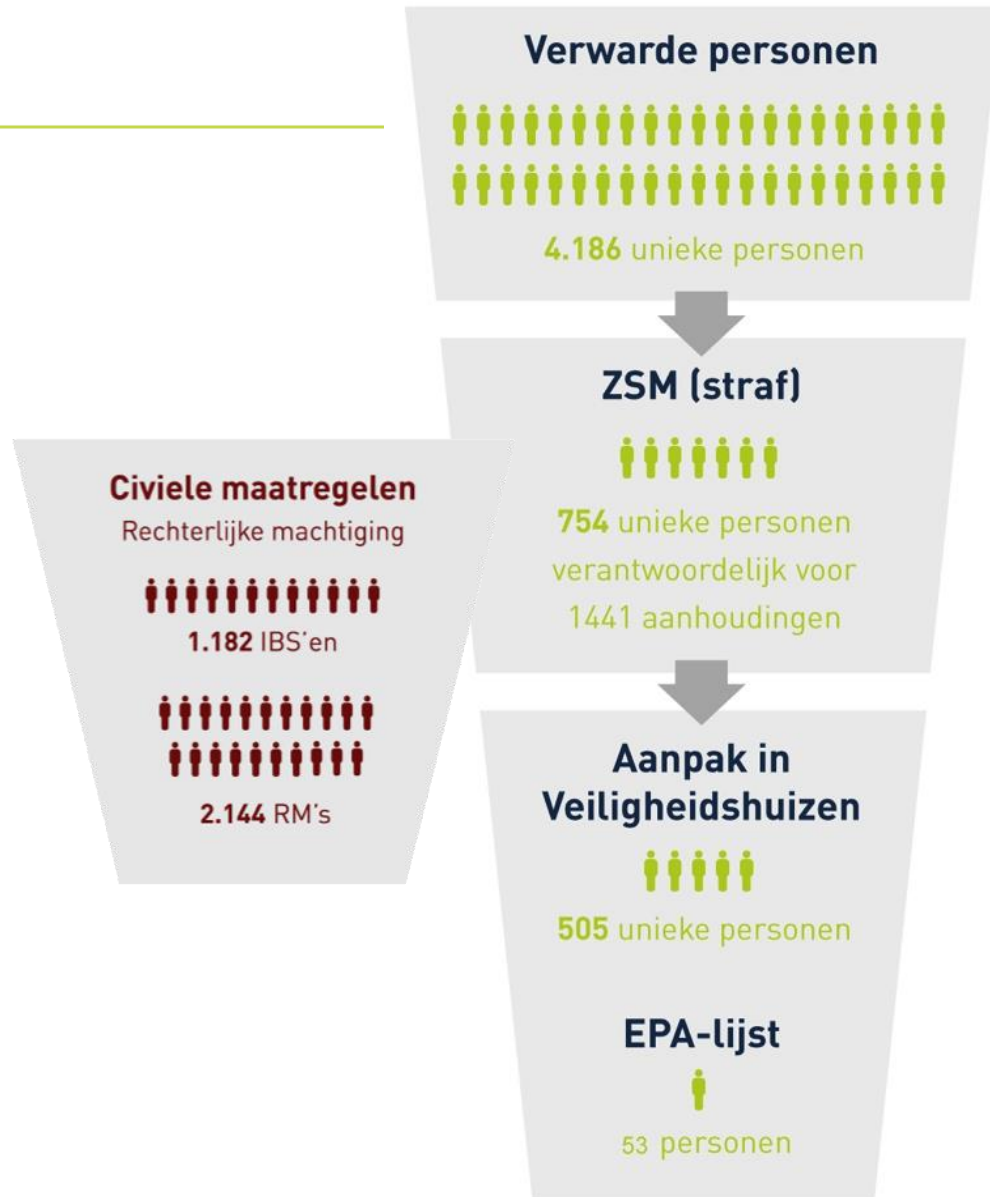 Verwarde personen
4.186 unieke personen
ZSM (straf)
754 unieke personen
verantwoordelijk voor
1441 aanhoudingen
Civiele maatregelen
Rechterlijke machtiging
1.182 IBS'en
2.144 RM's
Aanpak in
Veiligheidshuizen
505 unieke personen
EPA-lijst
53 personen